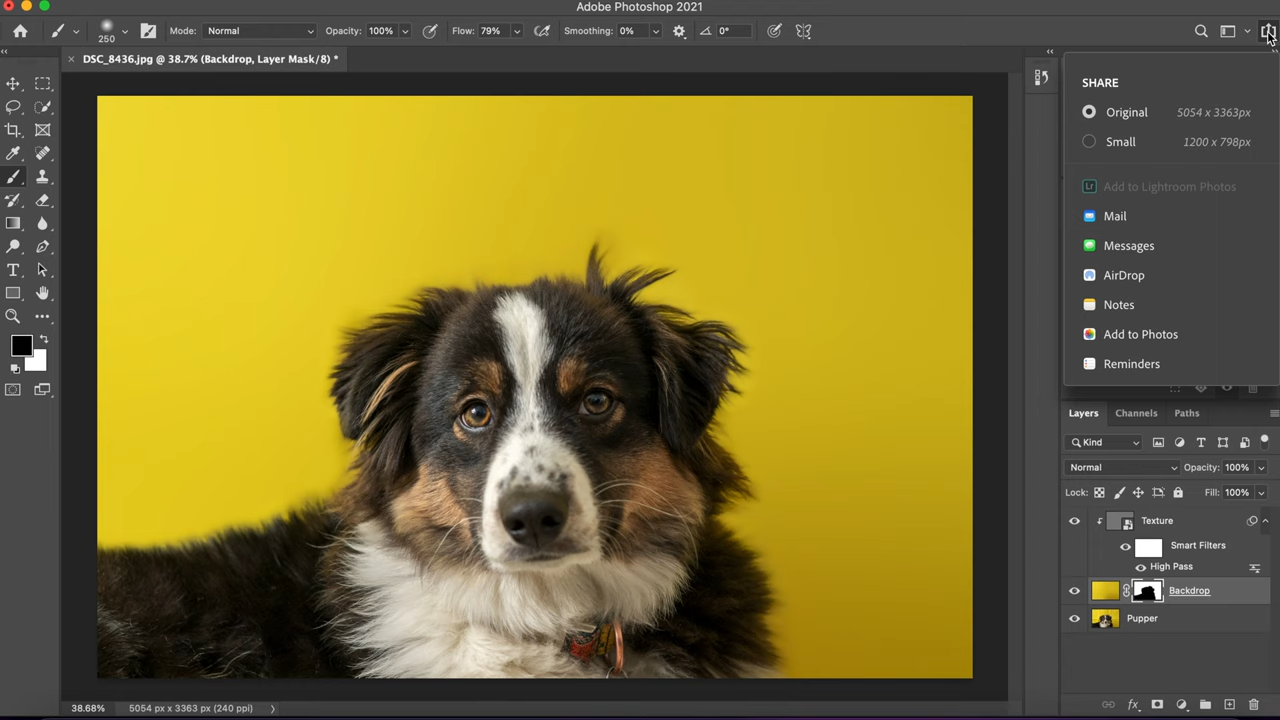 Adobe Photoshop 2021
250
Mode: Normal
Opacity: 100%
Flow: 79%
Smoothing: 0%
0°
DSC_8436.jpg @ 38.7% (Backdrop, Layer Mask/8) *
SHARE
Original 5054 x 3363px
Small 1200 x 798px
Lr Add to Lightroom Photos
Mail
Messages
AirDrop
Notes
Add to Photos
Reminders
Layers Channels Paths
Kind
Normal Opacity: 100%
Lock: Fill: 100%
Texture
Smart Filters
High Pass
Backdrop
Pupper
38.68% 5054 px x 3363 px (240 ppi)